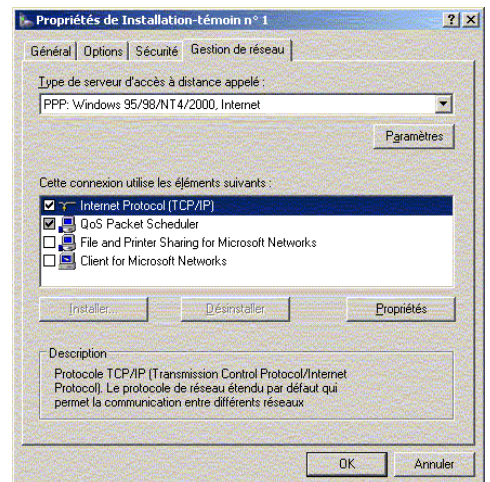 Propriétés de Installation-témoin n° 1
Général Options Sécurité Gestion de réseau
Type de serveur d'accès à distance appelé :
PPP: Windows 95/98/NT4/2000, Internet
Paramètres
Cette connexion utilise les éléments suivants :
Internet Protocol (TCP/IP)
QoS Packet Scheduler
File and Printer Sharing for Microsoft Networks
Client for Microsoft Networks
Installer... Désinstaller Propriétés
Description
Protocole TCP/IP (Transmission Control Protocol/Internet
Protocol). Le protocole de réseau étendu par défaut qui
permet la communication entre différents réseaux
OK Annuler